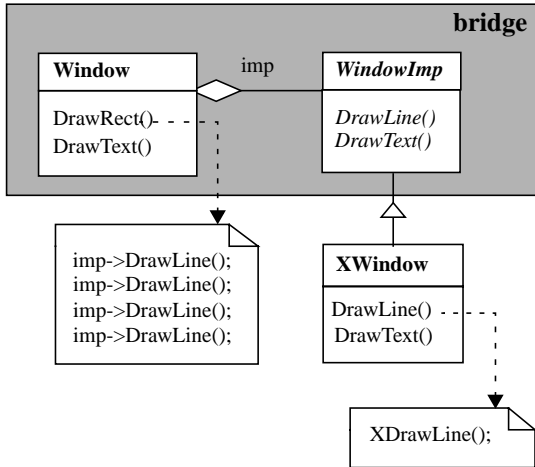 bridge
Window
DrawRect()
DrawText()
imp
WindowImp
DrawLine()
DrawText()
imp->DrawLine();
imp->DrawLine();
imp->DrawLine();
imp->DrawLine();
XWindow
DrawLine()
DrawText()
XDrawLine();